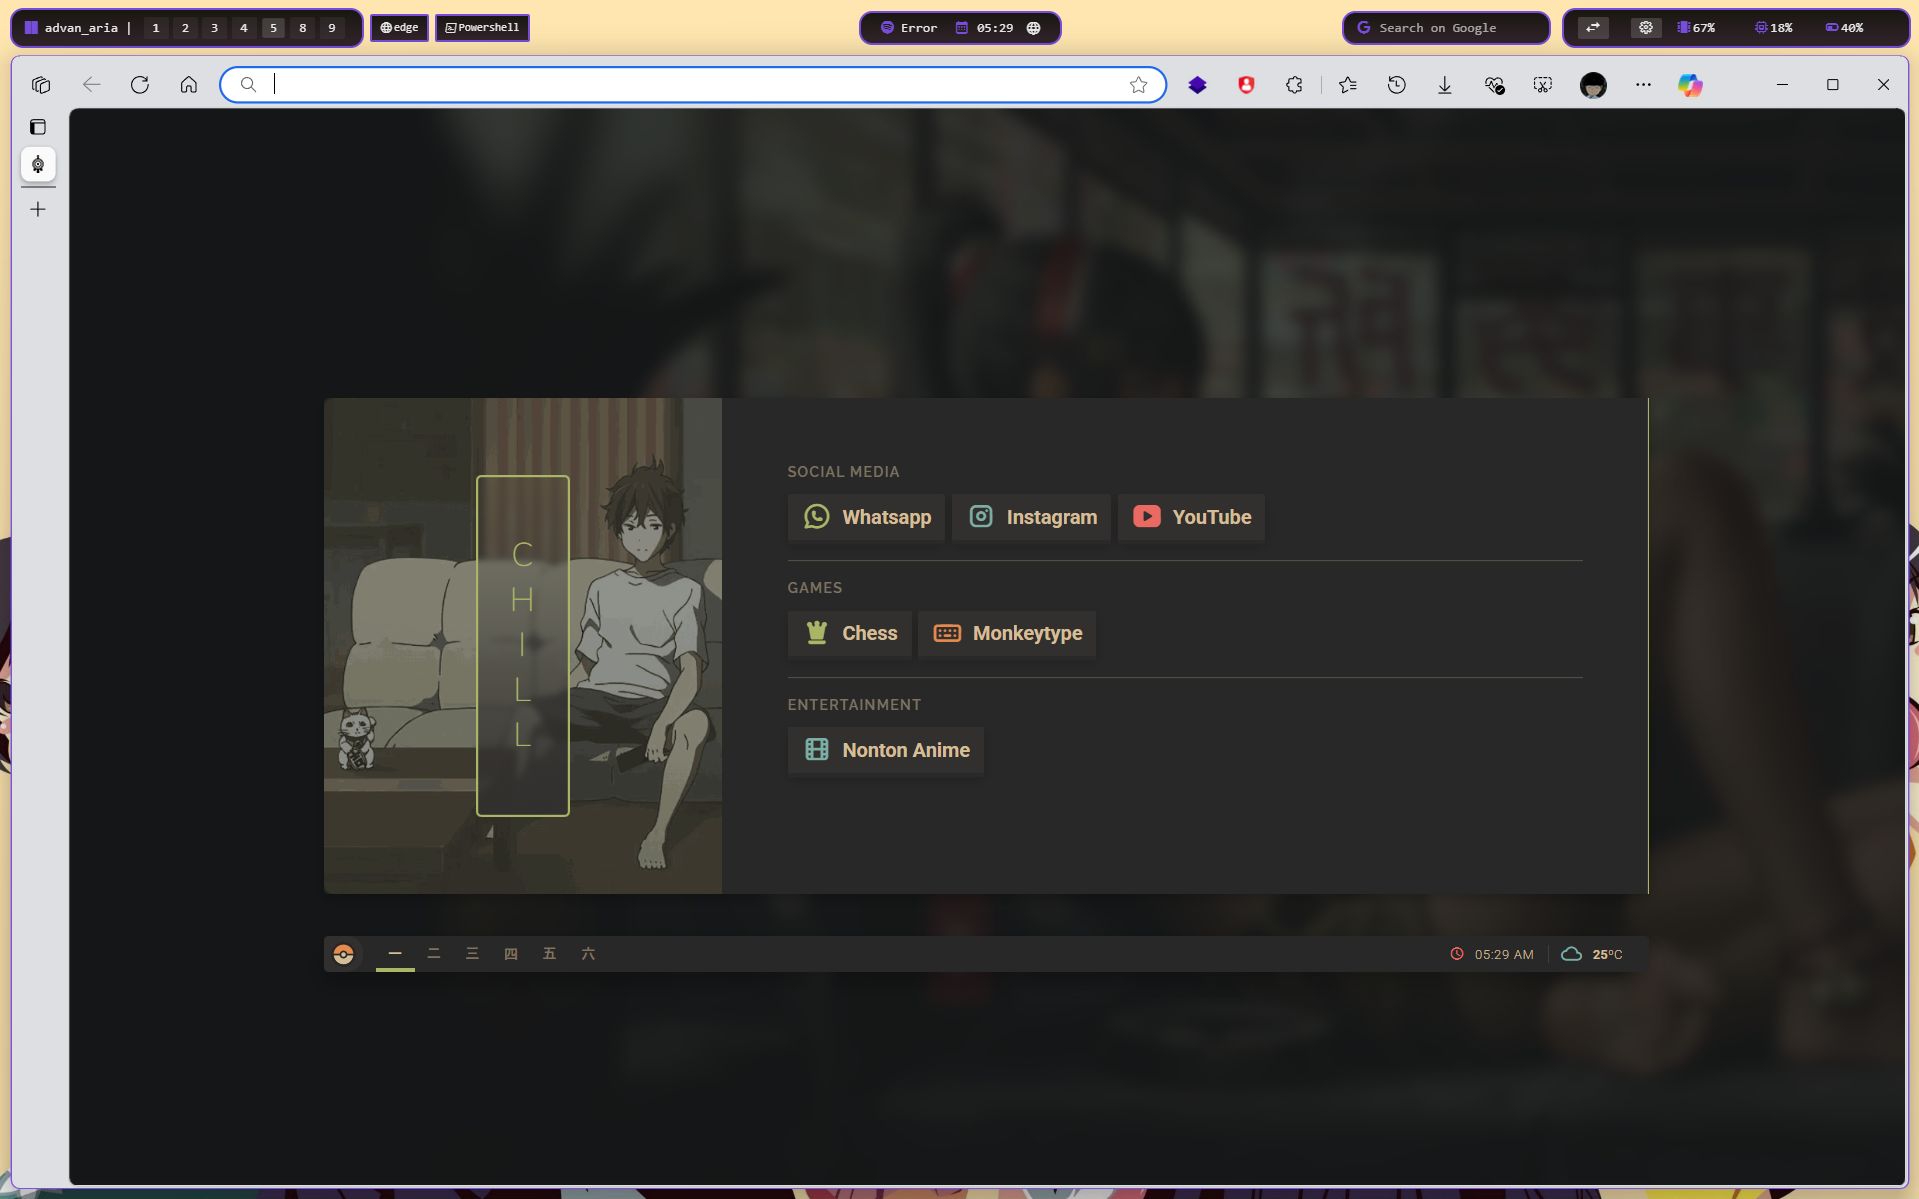 advan_aria | 1 2 3 4 5 8 9 edge Powershell Error 05:29 Search on Google 67% 18% 40%
SOCIAL MEDIA
Whatsapp Instagram YouTube
GAMES
Chess Monkeytype
ENTERTAINMENT
Nonton Anime
C
H
I
L
L
一 二 三 四 五 六 05:29 AM 25°C